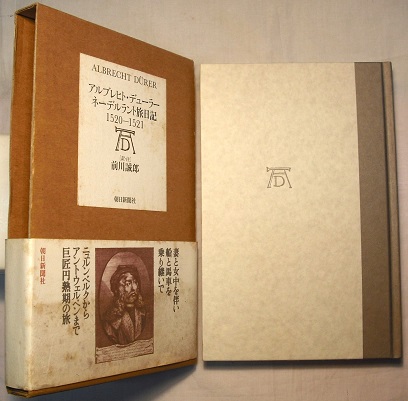 ALBRECHT DÜRER
アルブレヒト・デューラー
ネーデルラント旅日記
1520–1521
AD
[訳・注]
前川誠郎
朝日新聞社
妻と女中を伴い
船と馬車を
乗り継いで
ニュルンベルクから
アントウェルペンまで
巨匠円熟期の旅
朝日新聞社
AD